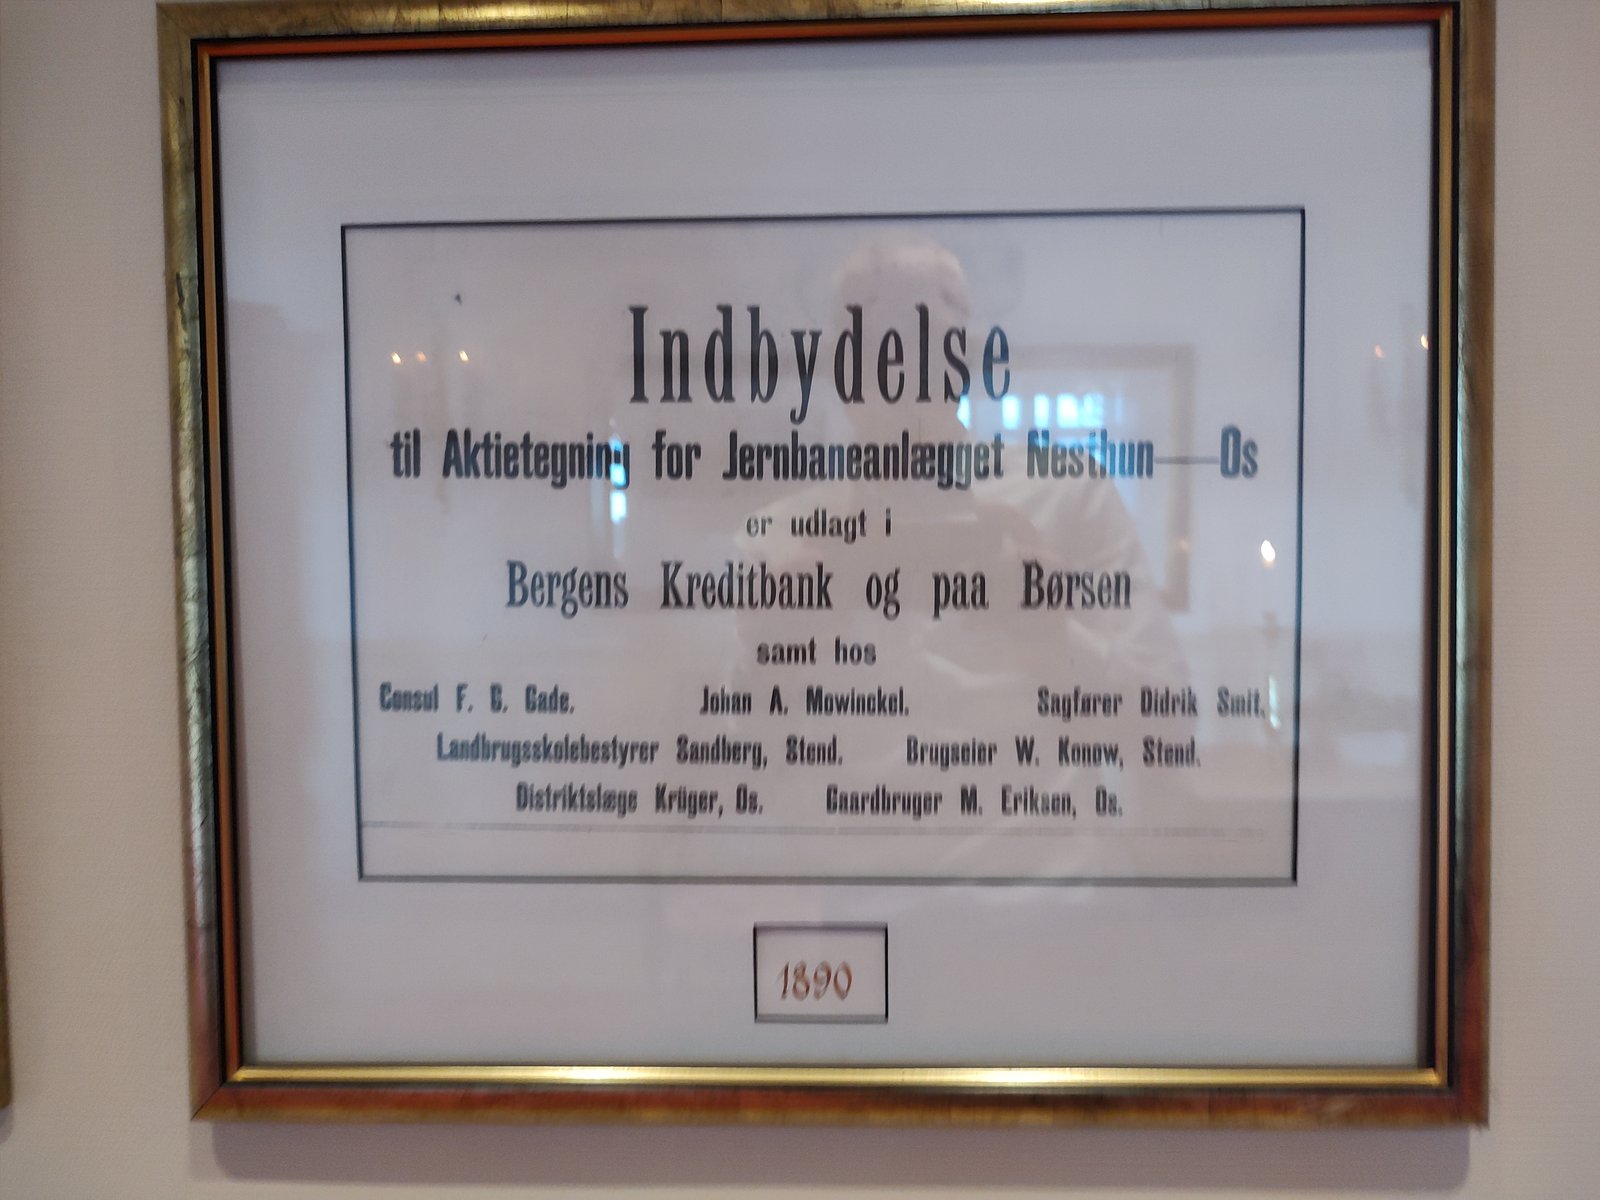 Indbydelse
til Aktietegning for Jernbaneanlægget Nesthun—Os
er udlagt i
Bergens Kreditbank og paa Børsen
samt hos
Consul F. G. Gade. Johan A. Mowinckel. Sagfører Didrik Smit.
Landbrugsskolebestyrer Sandberg, Stend. Brugseier W. Konow, Stend.
Distriktslæge Krüger, Os. Gaardbruger M. Eriksen, Os.
1890